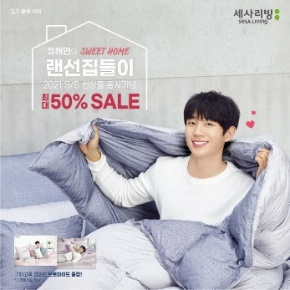 세사리빙
SESA LIVING
정해인의 SWEET HOME
랜선집들이
2021 S/S 신상품 출시기념
최대 50% SALE